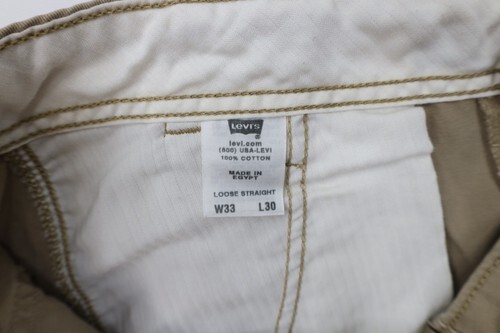 LEVI'S
levi.com
(800) USA-LEVI
100% COTTON
MADE IN
EGYPT
LOOSE STRAIGHT
W33 L30